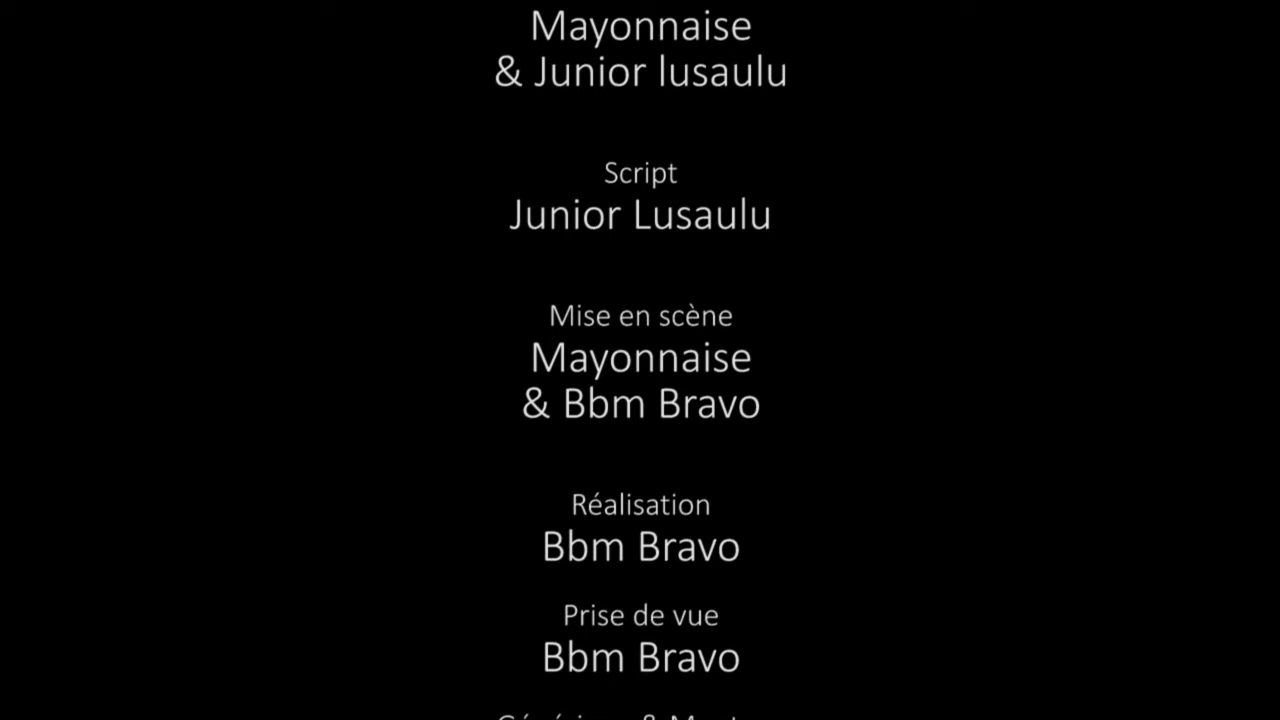 Mayonnaise
& Junior lusaulu
Script
Junior Lusaulu
Mise en scène
Mayonnaise
& Bbm Bravo
Réalisation
Bbm Bravo
Prise de vue
Bbm Bravo